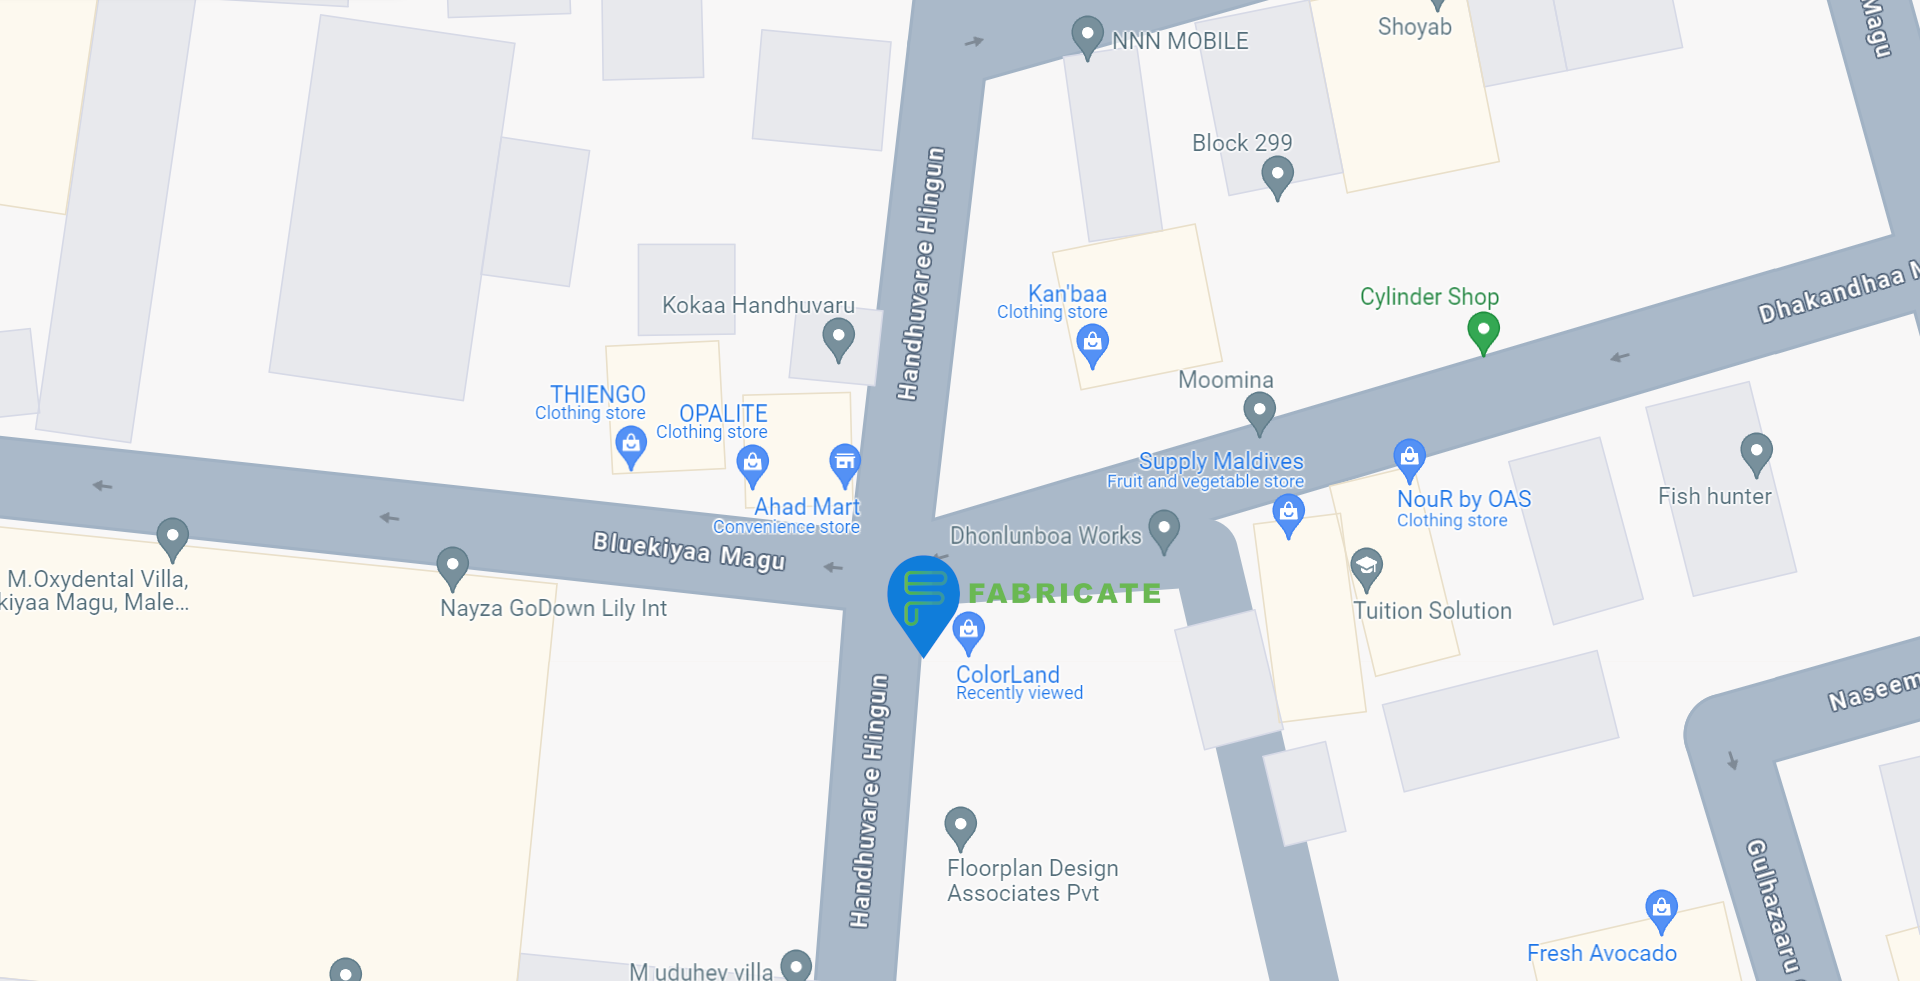 Shoyab
Magu
NNN MOBILE
Block 299
Handhuvaree Hingun
Kokaa Handhuvaru
Kan'baa
Clothing store
Cylinder Shop
Dhakandhaa
Moomina
THIENGO
Clothing store
OPALITE
Clothing store
Ahad Mart
Convenience store
Supply Maldives
Fruit and vegetable store
NouR by OAS
Clothing store
Fish hunter
Bluekiyaa Magu
Dhonlunboa Works
M.Oxydental Villa,
kiyaa Magu, Male...
Nayza GoDown Lily Int
FABRICATE
Tuition Solution
ColorLand
Recently viewed
Handhuvaree Hingun
Naseem
Floorplan Design
Associates Pvt
Gulhazaaru
Fresh Avocado
M uduhev villa